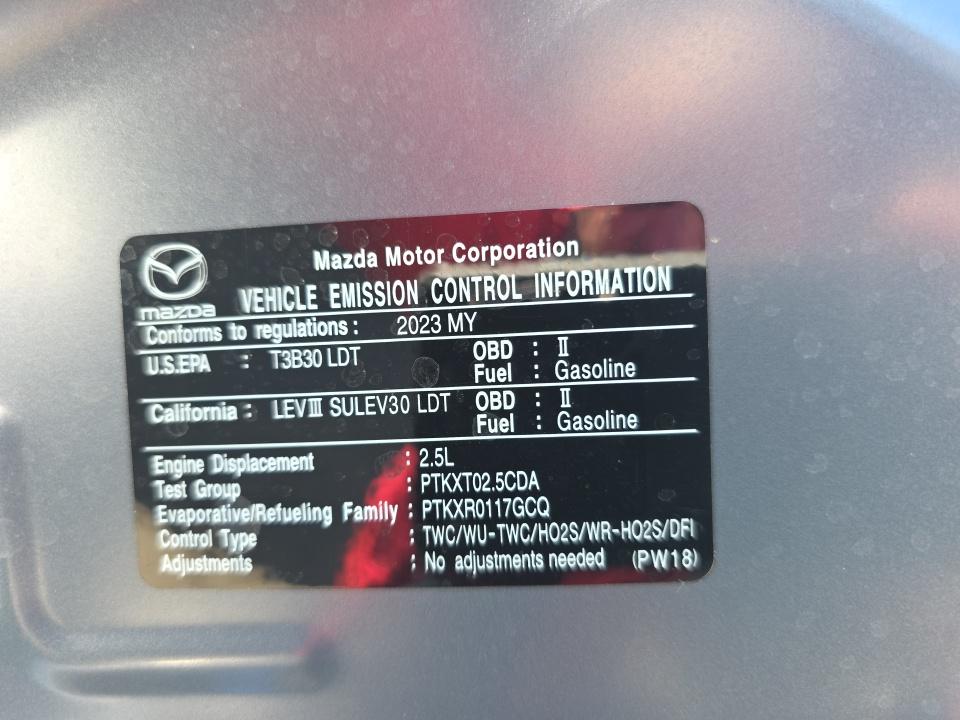 Mazda Motor Corporation
mazda
VEHICLE EMISSION CONTROL INFORMATION
Conforms to regulations: 2023 MY
U.S.EPA : T3B30 LDT OBD : II
Fuel : Gasoline
California : LEVIII SULEV30 LDT OBD : II
Fuel : Gasoline
Engine Displacement : 2.5L
Test Group : PTKXT02.5CDA
Evaporative/Refueling Family : PTKXR0117GCQ
Control Type : TWC/WU-TWC/HO2S/WR-HO2S/DFI
Adjustments : No adjustments needed (PW18)